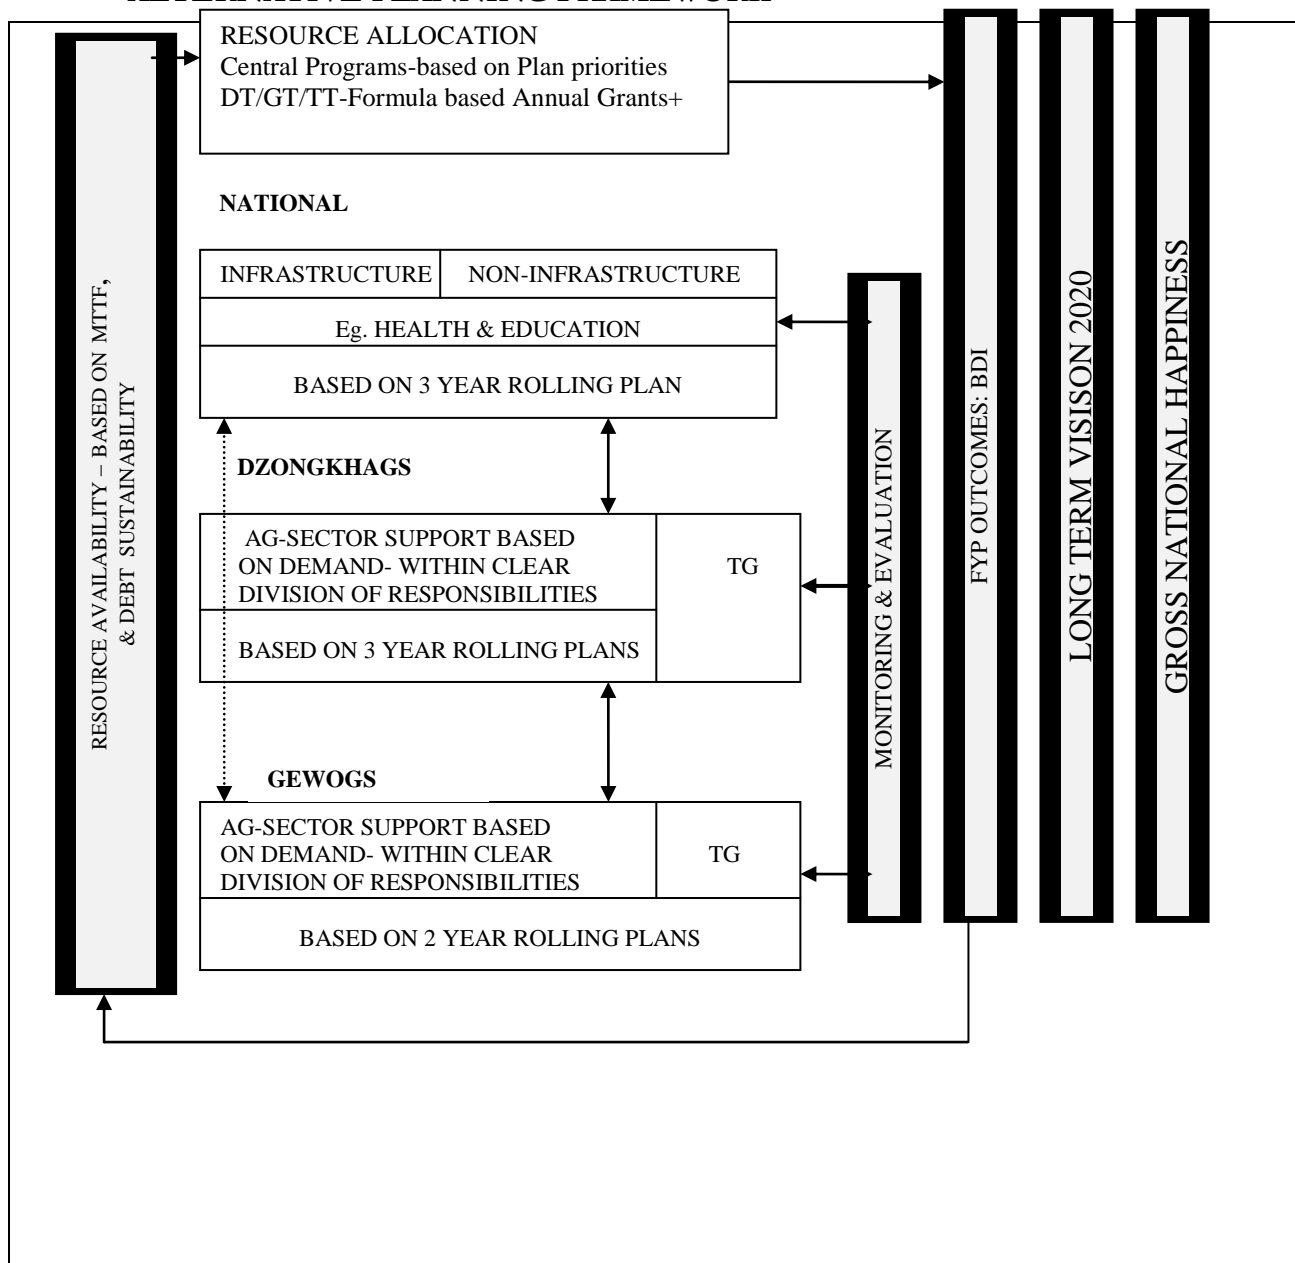 ALTERNATIVE PLANNING FRAMEWORK
RESOURCE ALLOCATION
Central Programs-based on Plan priorities
DT/GT/TT-Formula based Annual Grants+
NATIONAL
INFRASTRUCTURE
NON-INFRASTRUCTURE
Eg. HEALTH & EDUCATION
BASED ON 3 YEAR ROLLING PLAN
DZONGKHAGS
AG-SECTOR SUPPORT BASED
ON DEMAND- WITHIN CLEAR
DIVISION OF RESPONSIBILITIES
TG
BASED ON 3 YEAR ROLLING PLANS
GEWOGS
AG-SECTOR SUPPORT BASED
ON DEMAND- WITHIN CLEAR
DIVISION OF RESPONSIBILITIES
TG
BASED ON 2 YEAR ROLLING PLANS
RESOURCE AVAILABILITY – BASED ON MTTF,
& DEBT SUSTAINABILITY
MONITORING & EVALUATION
FYP OUTCOMES: BDI
LONG TERM VISISON 2020
GROSS NATIONAL HAPPINESS